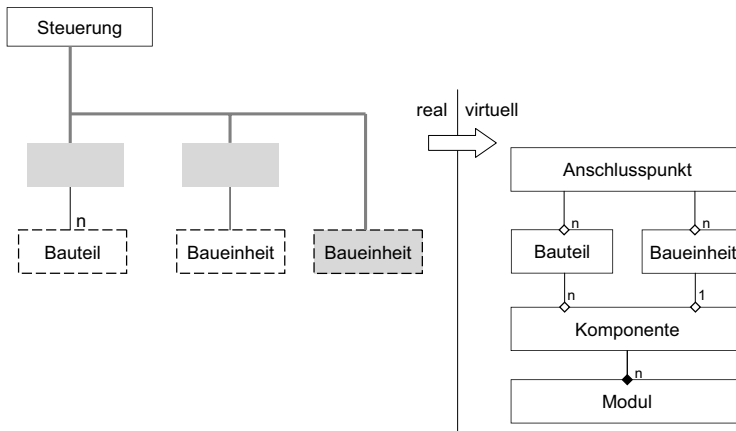 Steuerung
n
Bauteil
Baueinheit
Baueinheit
real
virtuell
Anschlusspunkt
n
n
Bauteil
Baueinheit
n
1
Komponente
n
Modul